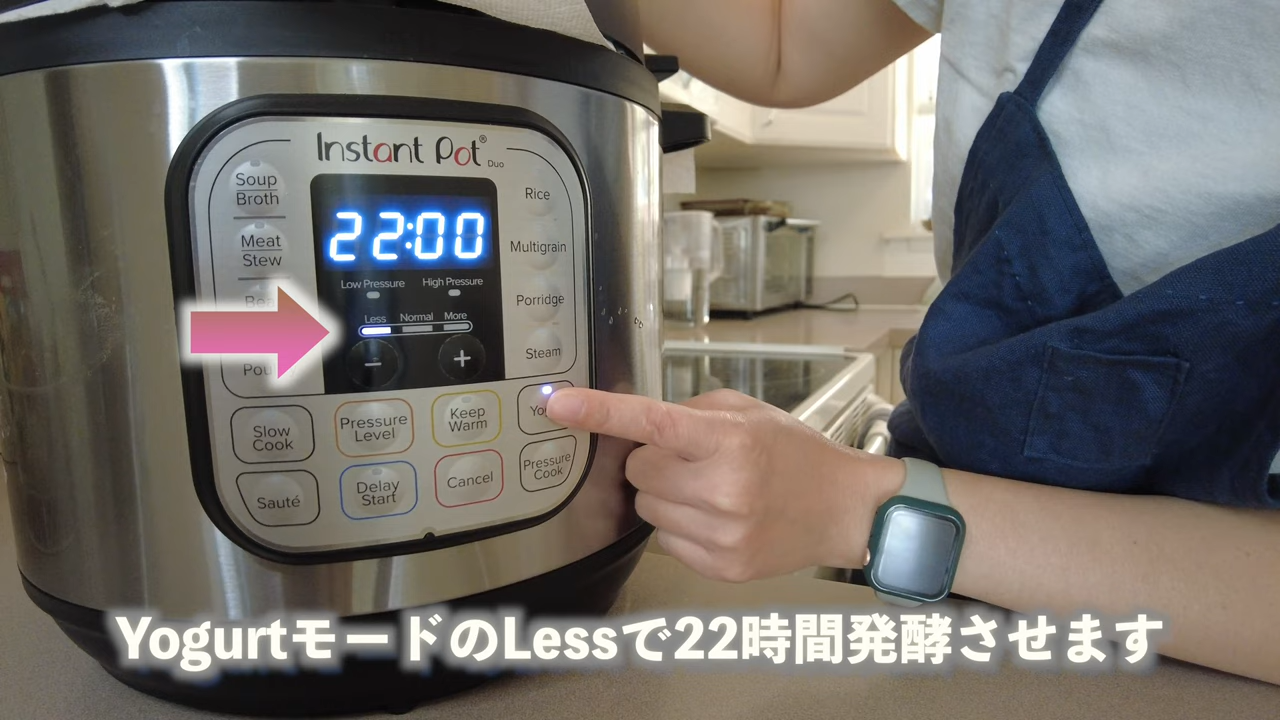 Instant Pot®
Duo
Soup
Broth
Meat
Stew
22:00
Low Pressure
High Pressure
Less
Normal
More
−
+
Rice
Multigrain
Porridge
Steam
Slow
Cook
Pressure
Level
Keep
Warm
Sauté
Delay
Start
Cancel
Pressure
Cook
YogurtモードのLessで22時間発酵させます